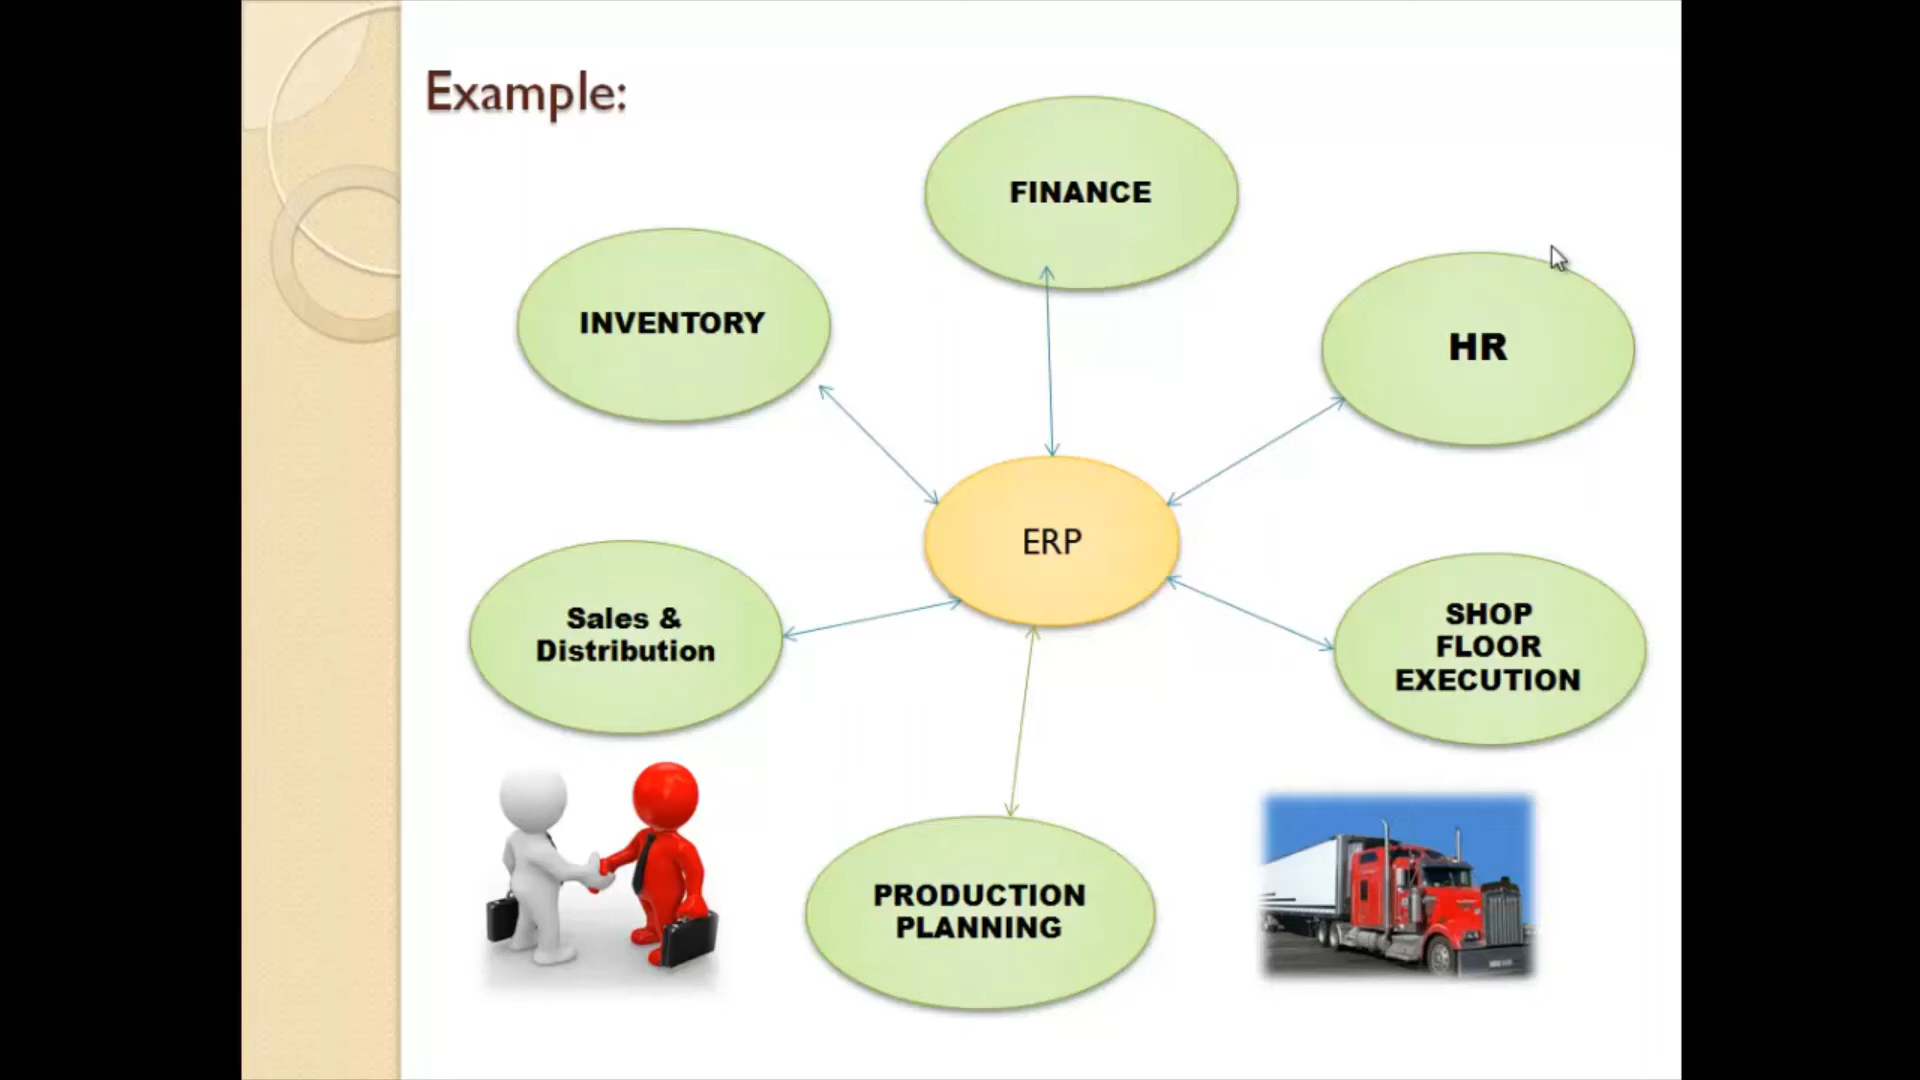 Example:
FINANCE
INVENTORY
HR
ERP
Sales &
Distribution
SHOP
FLOOR
EXECUTION
PRODUCTION
PLANNING